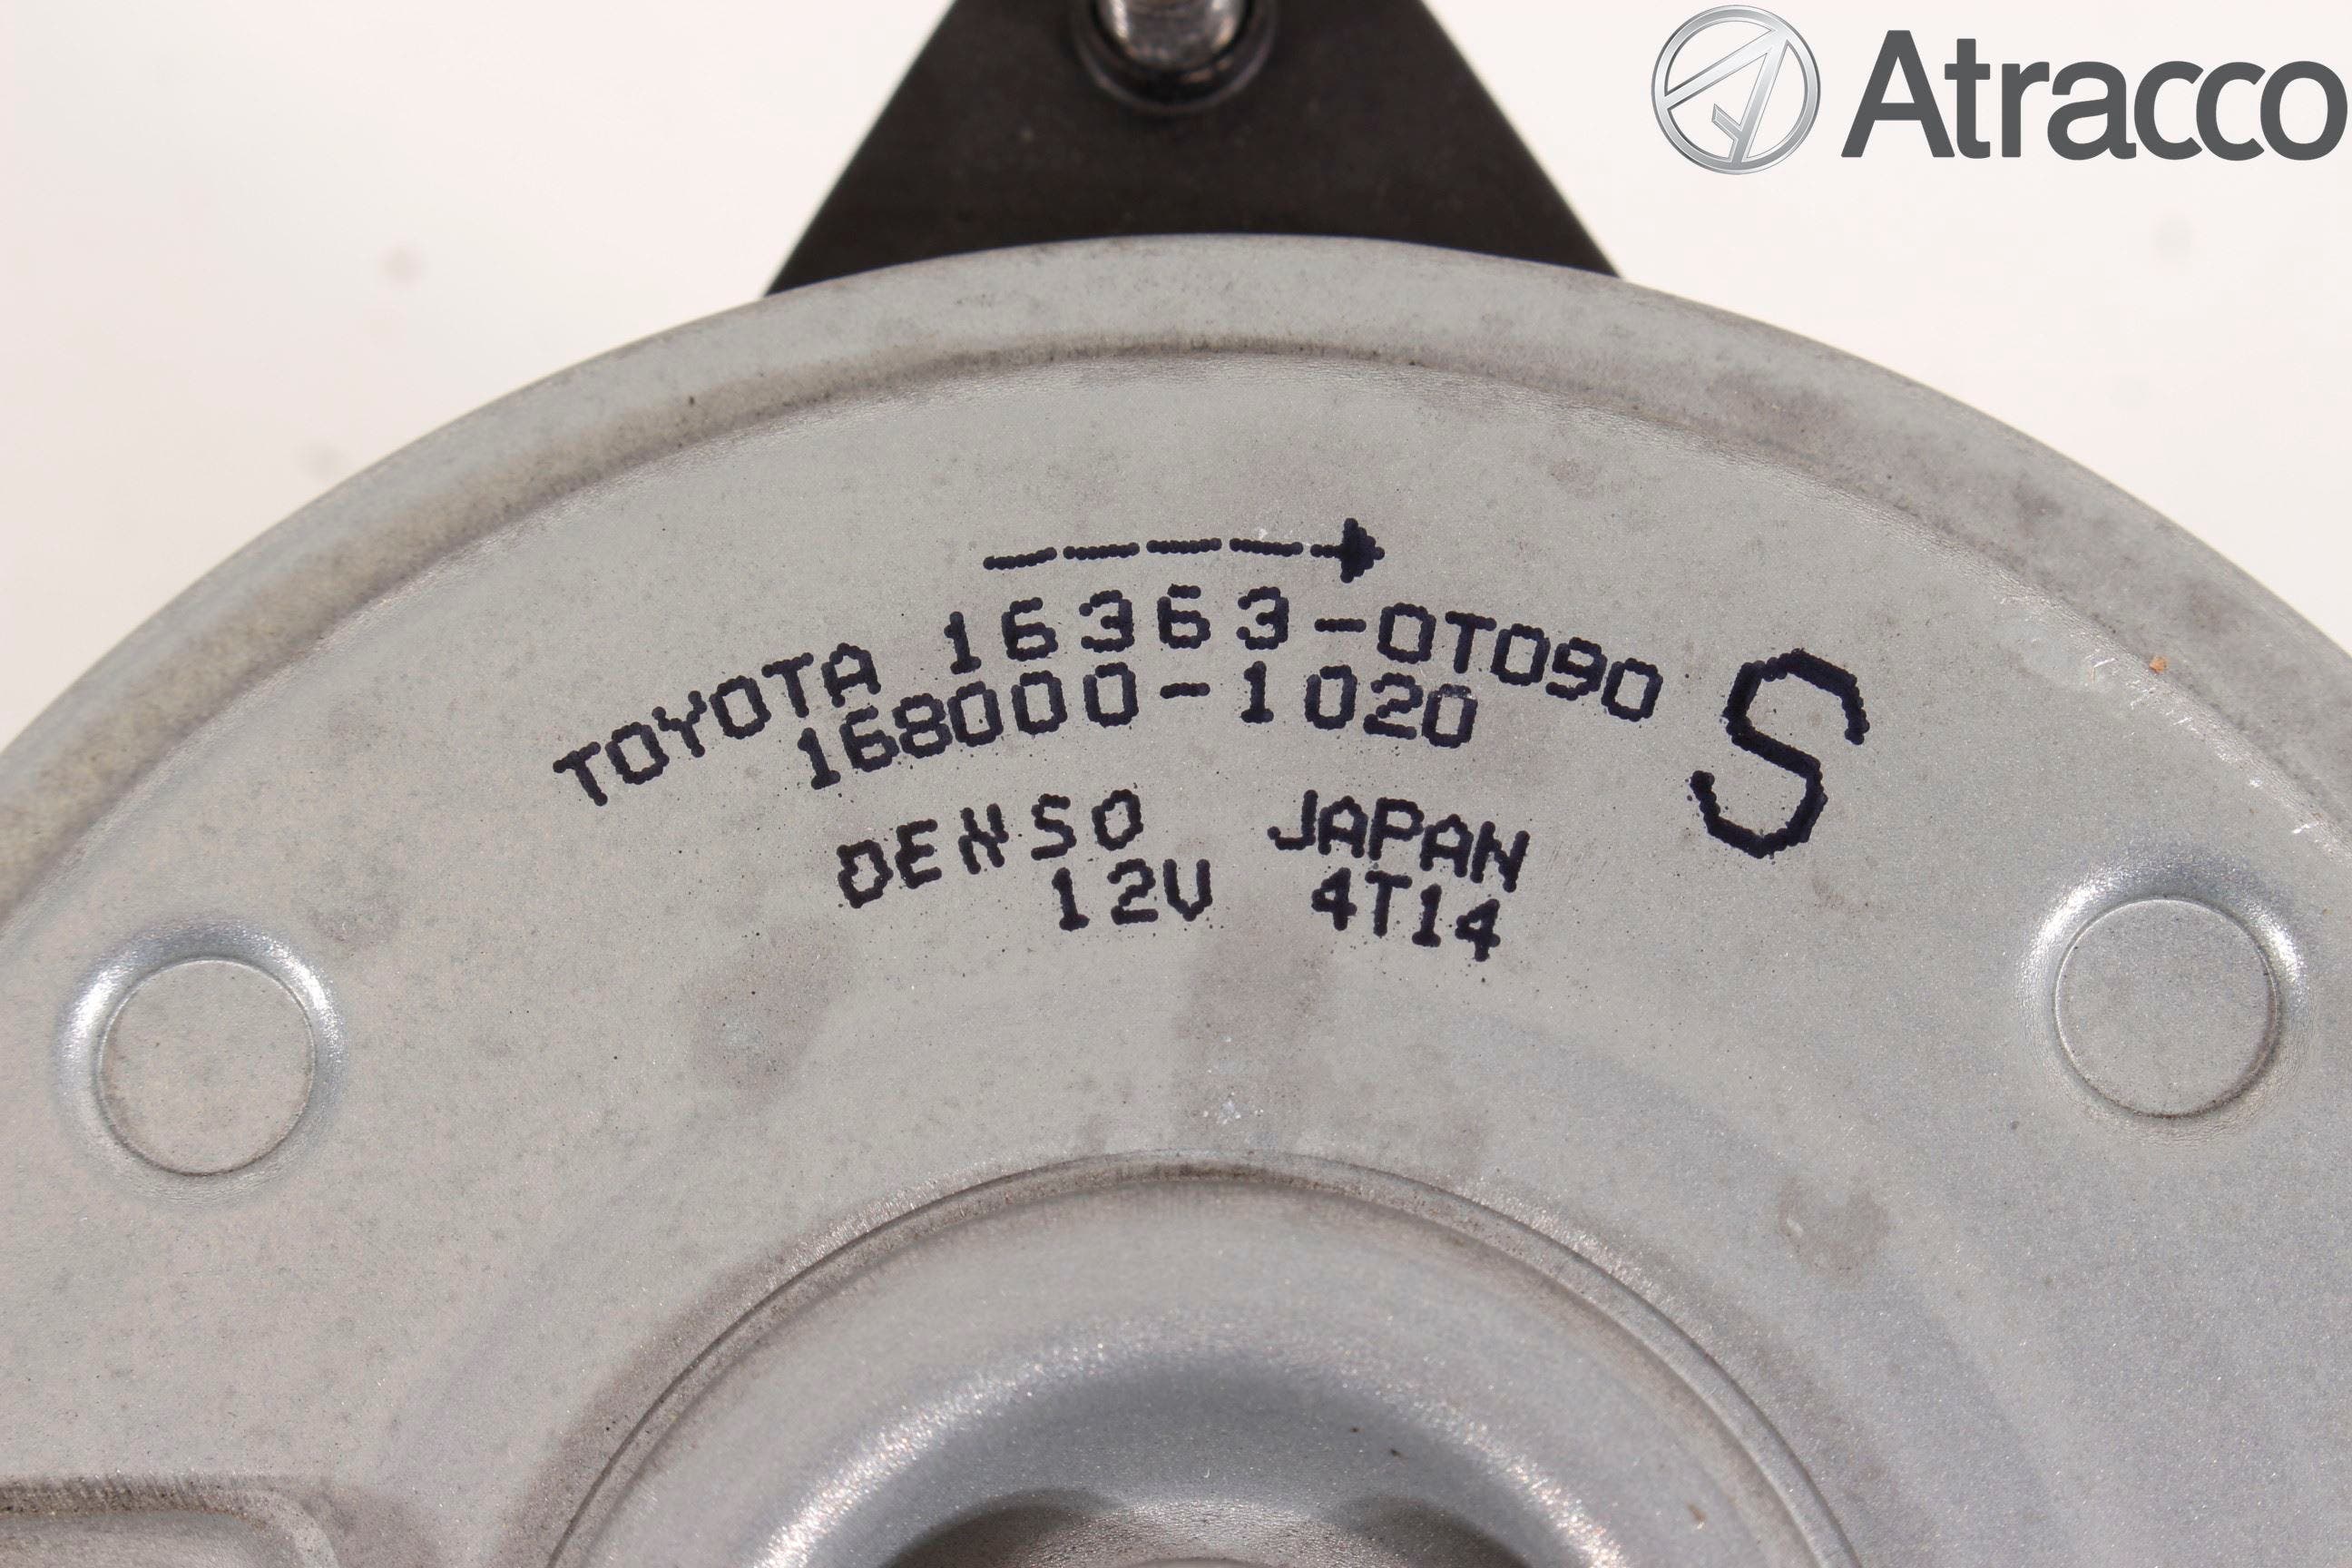 Atracco
TOYOTA 16363-0T090 S
168000-1020
DENSO JAPAN
12V 4T14